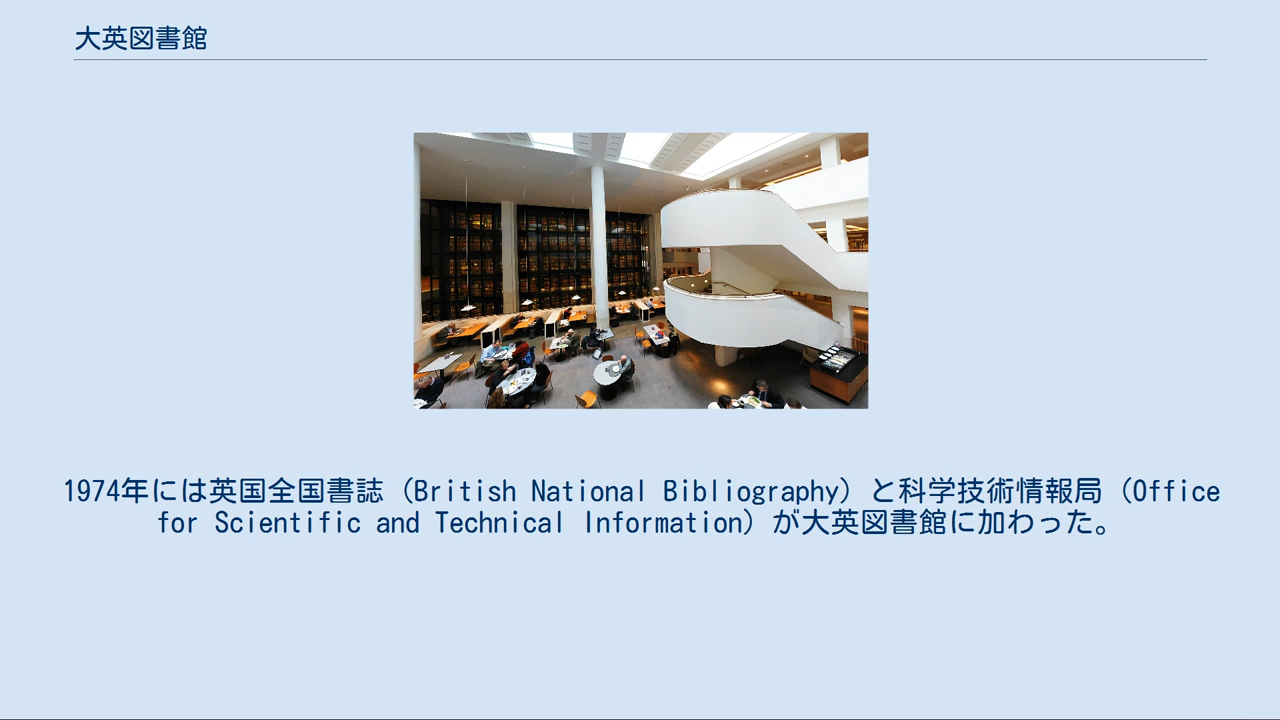 大英図書館
1974年には英国全国書誌（British National Bibliography）と科学技術情報局（Office
for Scientific and Technical Information）が大英図書館に加わった。